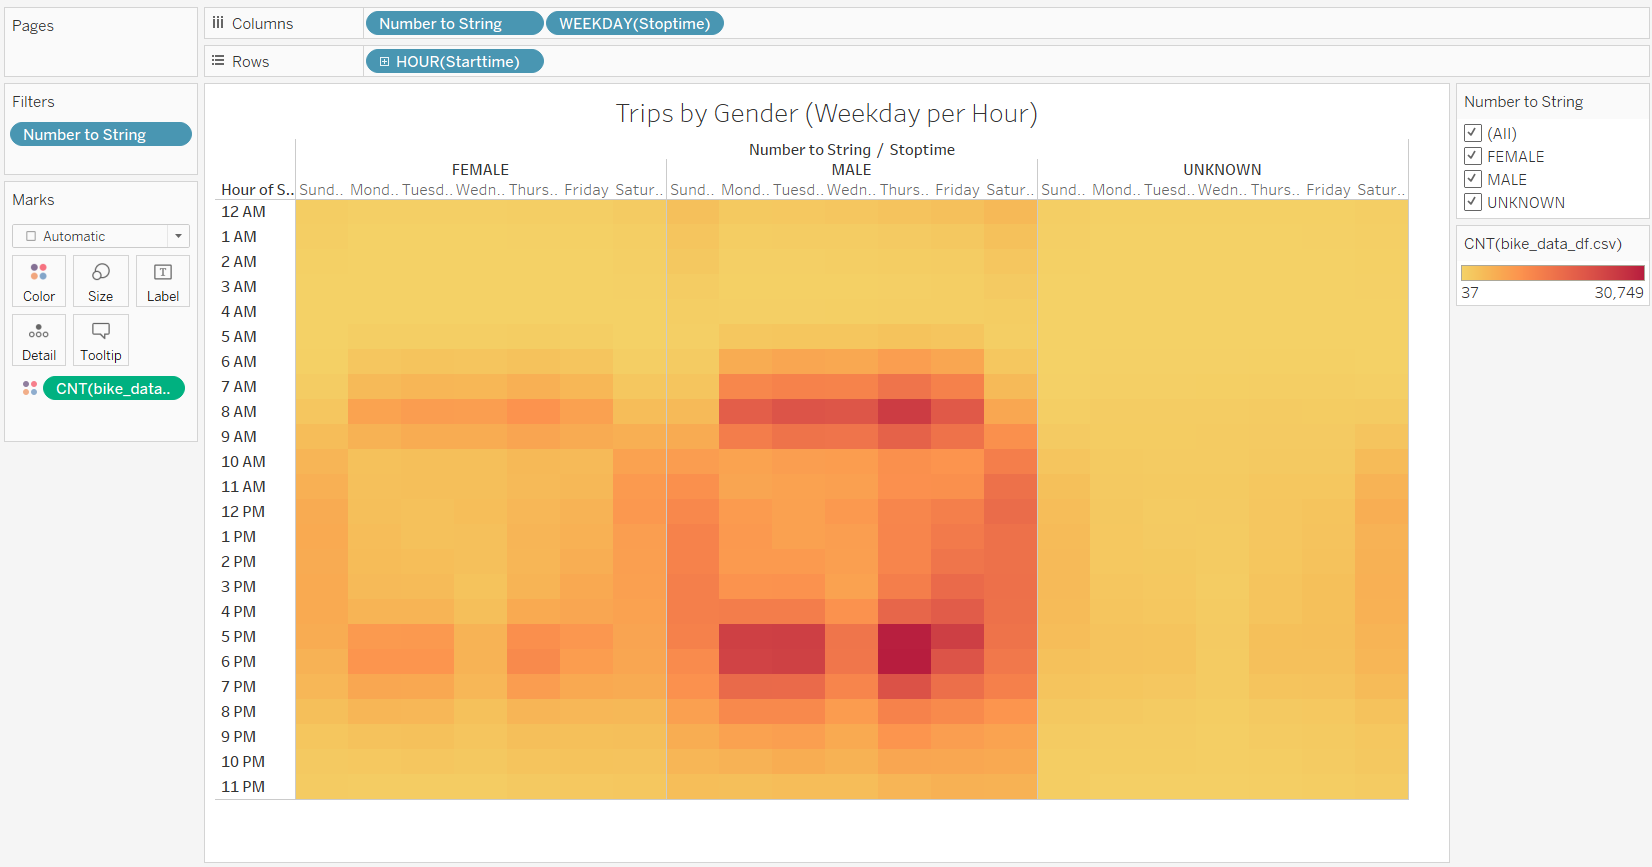 Pages
Columns
Number to String
WEEKDAY(Stoptime)
Rows
HOUR(Starttime)
Filters
Number to String
Marks
Automatic
Color
Size
Label
Detail
Tooltip
CNT(bike_data..
Trips by Gender (Weekday per Hour)
Number to String / Stoptime
FEMALE MALE UNKNOWN
Hour of S.. Sund.. Mond.. Tuesd.. Wedn.. Thurs.. Friday Satur.. Sund.. Mond.. Tuesd.. Wedn.. Thurs.. Friday Satur.. Sund.. Mond.. Tuesd.. Wedn.. Thurs.. Friday Satur..
12 AM
1 AM
2 AM
3 AM
4 AM
5 AM
6 AM
7 AM
8 AM
9 AM
10 AM
11 AM
12 PM
1 PM
2 PM
3 PM
4 PM
5 PM
6 PM
7 PM
8 PM
9 PM
10 PM
11 PM
Number to String
(All)
FEMALE
MALE
UNKNOWN
CNT(bike_data_df.csv)
37 30,749